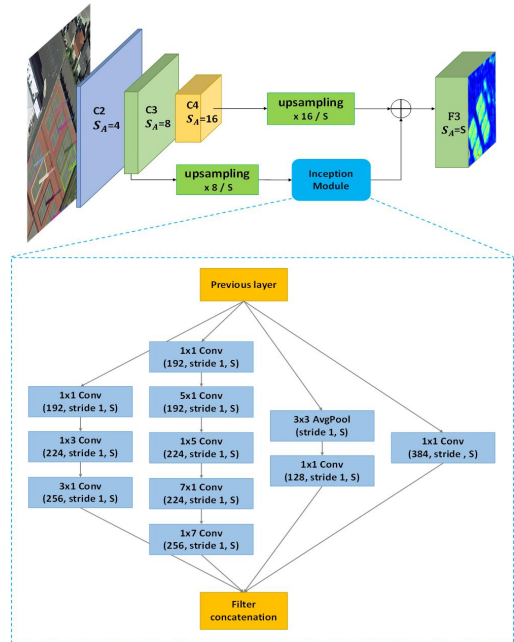 C2
S_A=4
C3
S_A=8
C4
S_A=16
upsampling
x 16 / S
F3
S_A=S
upsampling
x 8 / S
Inception
Module
Previous layer
1x1 Conv
(192, stride 1, S)
1x3 Conv
(224, stride 1, S)
3x1 Conv
(256, stride 1, S)
1x1 Conv
(192, stride 1, S)
5x1 Conv
(192, stride 1, S)
1x5 Conv
(224, stride 1, S)
7x1 Conv
(224, stride 1, S)
1x7 Conv
(256, stride 1, S)
3x3 AvgPool
(stride 1, S)
1x1 Conv
(128, stride 1, S)
1x1 Conv
(384, stride , S)
Filter
concatenation